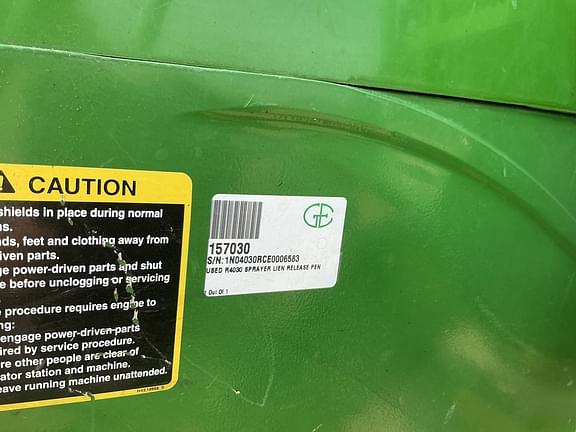 CAUTION
shields in place during normal
ns.
nds, feet and clothing away from
iven parts.
ge power-driven parts and shut
e before unclogging or servicing
e procedure requires engine to
ng:
engage power-driven parts
ired by service procedure.
re other people are clear of
ator station and machine.
eave running machine unattended.
157030
S/N:1N04030RCE0006563
USED R4030 SPRAYER LIEN RELEASE PEN
Out Of 1